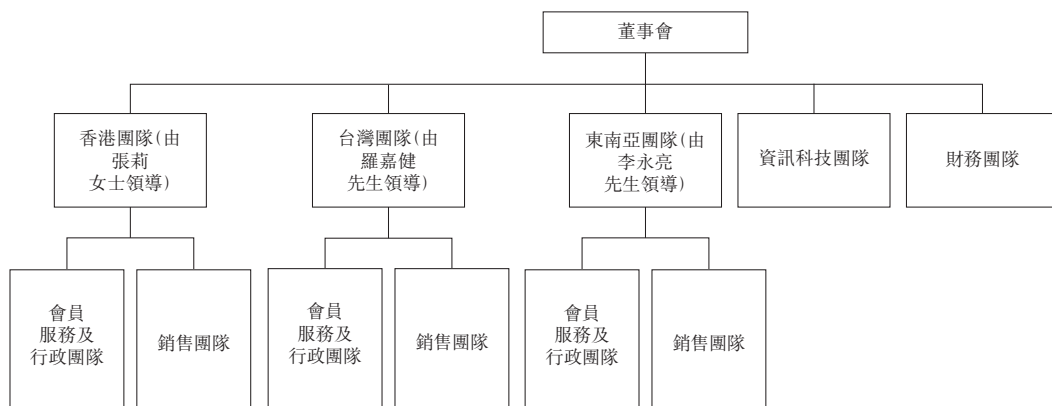 董事會
香港團隊(由
張莉
女士領導)
台灣團隊(由
羅嘉健
先生領導)
東南亞團隊(由
李永亮
先生領導)
資訊科技團隊
財務團隊
會員
服務及
行政團隊
銷售團隊
會員
服務及
行政團隊
銷售團隊
會員
服務及
行政團隊
銷售團隊